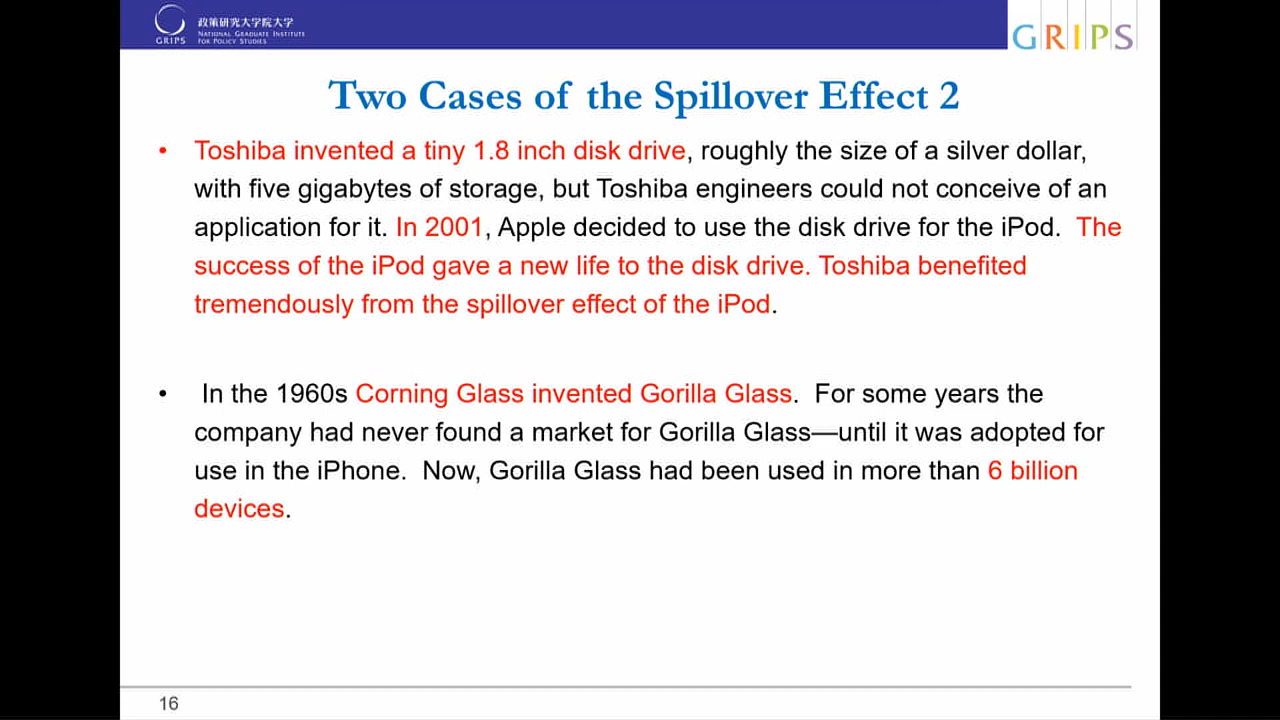 政策研究大学院大学
NATIONAL GRADUATE INSTITUTE
FOR POLICY STUDIES
GRIPS
GRIPS
Two Cases of the Spillover Effect 2
• Toshiba invented a tiny 1.8 inch disk drive, roughly the size of a silver dollar,
with five gigabytes of storage, but Toshiba engineers could not conceive of an
application for it. In 2001, Apple decided to use the disk drive for the iPod. The
success of the iPod gave a new life to the disk drive. Toshiba benefited
tremendously from the spillover effect of the iPod.
• In the 1960s Corning Glass invented Gorilla Glass. For some years the
company had never found a market for Gorilla Glass—until it was adopted for
use in the iPhone. Now, Gorilla Glass had been used in more than 6 billion
devices.
16